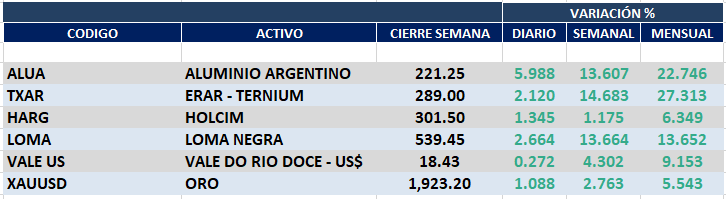 VARIACIÓN %
CODIGO ACTIVO CIERRE SEMANA DIARIO SEMANAL MENSUAL
ALUA ALUMINIO ARGENTINO 221.25 5.988 13.607 22.746
TXAR ERAR - TERNIUM 289.00 2.120 14.683 27.313
HARG HOLCIM 301.50 1.345 1.175 6.349
LOMA LOMA NEGRA 539.45 2.664 13.664 13.652
VALE US VALE DO RIO DOCE - US$ 18.43 0.272 4.302 9.153
XAUUSD ORO 1,923.20 1.088 2.763 5.543